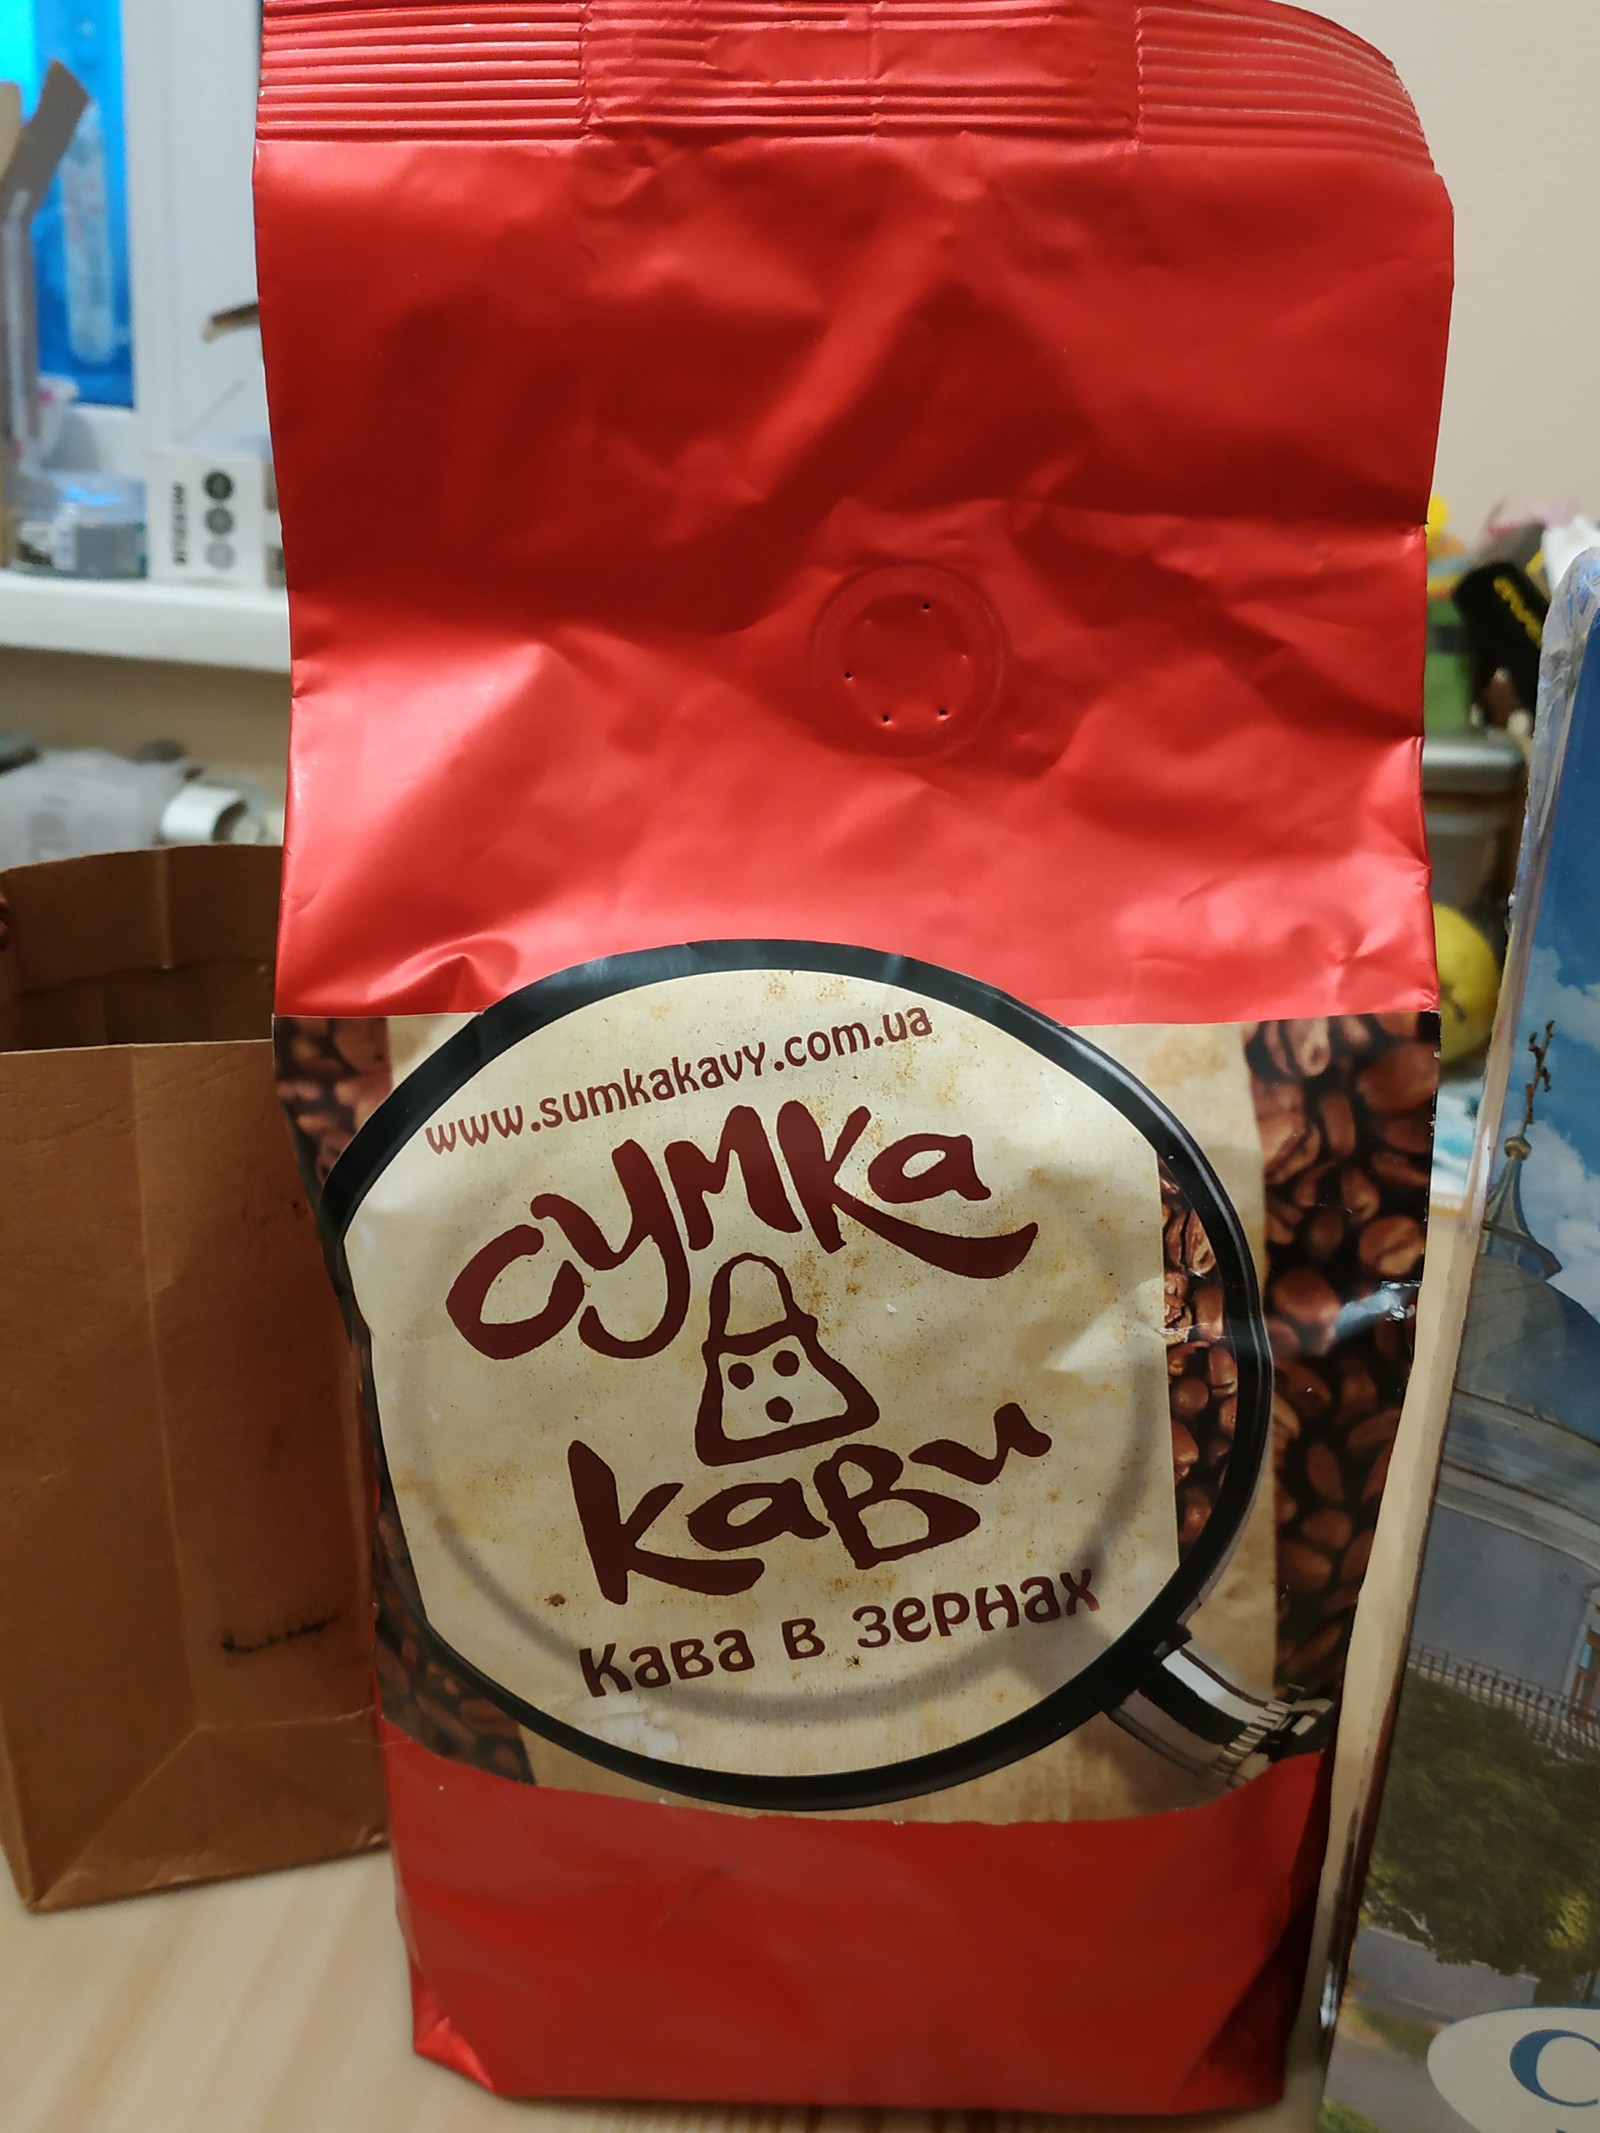 www.sumkakavy.com.ua
сумка
кави
Кава в зернах